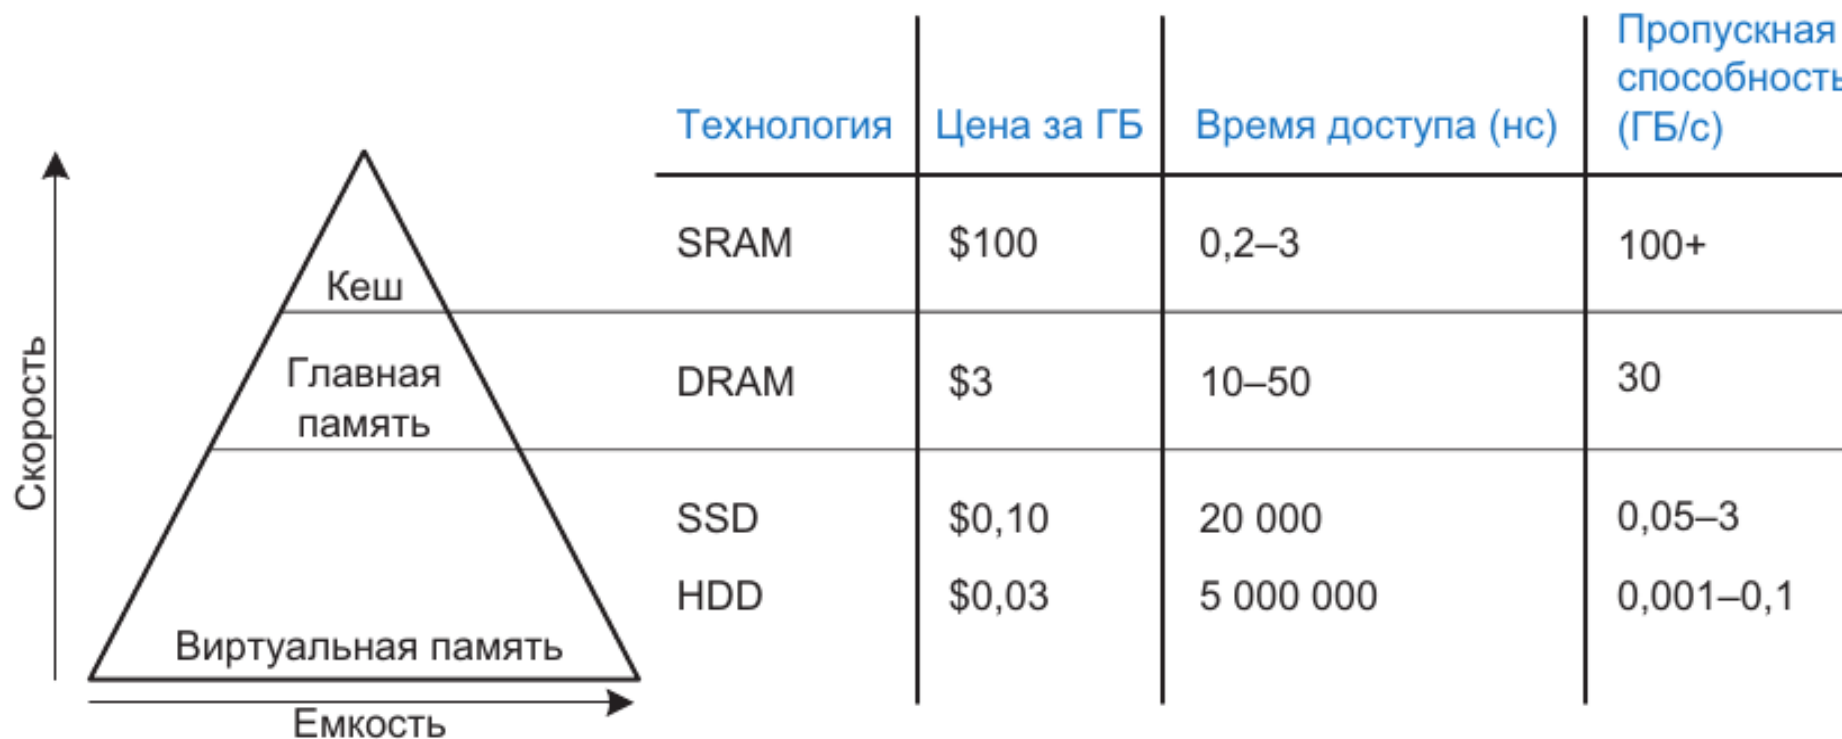 Пропускная
способность
Технология Цена за ГБ Время доступа (нс) (ГБ/с)
SRAM $100 0,2–3 100+
Кеш
Главная
память
DRAM $3 10–50 30
SSD $0,10 20 000 0,05–3
HDD $0,03 5 000 000 0,001–0,1
Виртуальная память
Скорость
Емкость